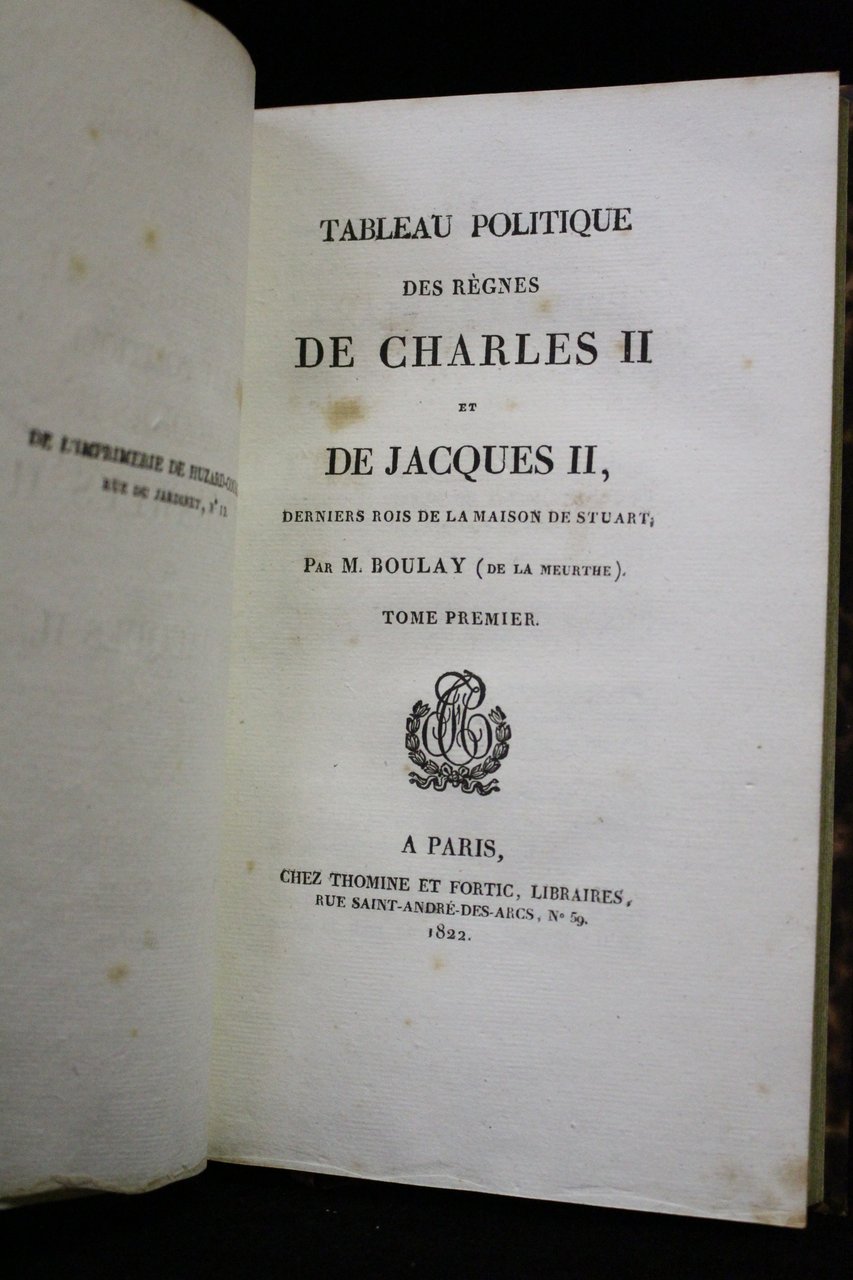 DE L'IMPRIMERIE DE HUZARD-
RUE DU JARDINET, N° 11
TABLEAU POLITIQUE
DES RÈGNES
DE CHARLES II
ET
DE JACQUES II,
DERNIERS ROIS DE LA MAISON DE STUART;
PAR M. BOULAY (DE LA MEURTHE).
TOME PREMIER.
A PARIS,
CHEZ THOMINE ET FORTIC, LIBRAIRES,
RUE SAINT-ANDRÉ-DES-ARCS, N° 59.
1822.